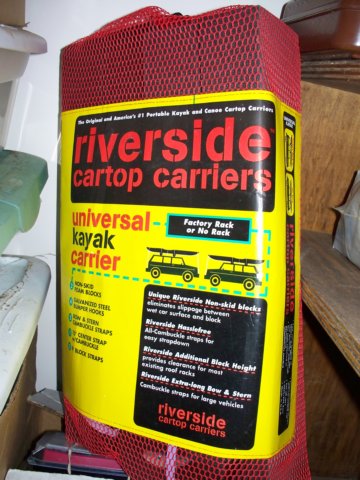 The Original and America's #1 Portable Kayak and Canoe Cartop Carriers
riverside
cartop carriers
universal
kayak
carrier
Factory Rack
or No Rack
NON-SKID
FOAM BLOCKS
GALVANIZED STEEL
BUMPER HOOKS
BOW & STERN
CAMBUCKLE STRAPS
CENTER STRAP
W/CAMBUCKLE
BLOCK STRAPS
Unique Riverside Non-skid blocks
eliminates slippage between
wet car surface and block
Riverside Hasslefree
All-Cambuckle straps for
easy strapdown
Riverside Additional Block Height
provides clearance for most
existing roof racks
Riverside Extra-long Bow & Stern
Cambuckle straps for large vehicles
riverside
cartop carriers